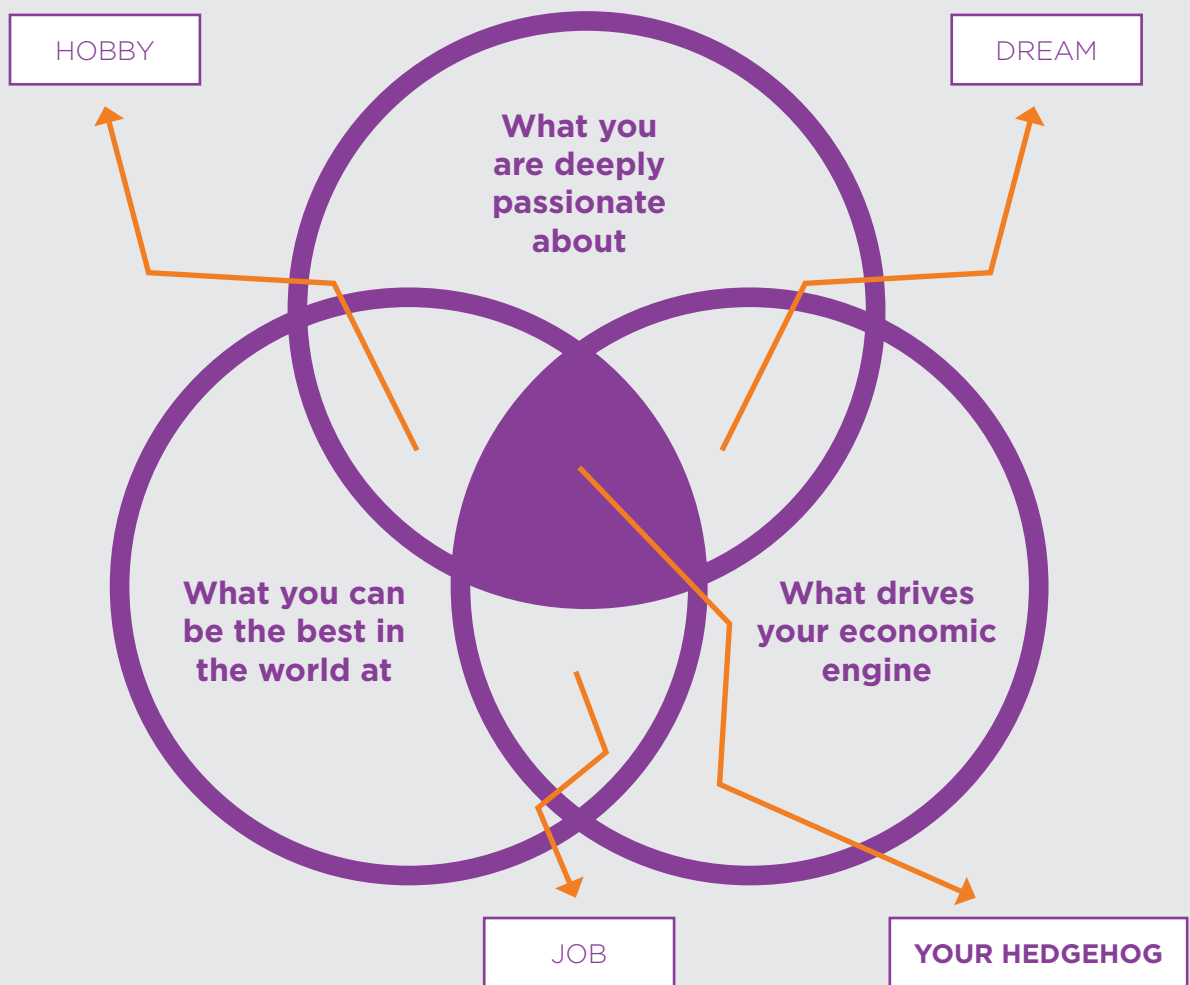 HOBBY
DREAM
What you
are deeply
passionate
about
What you can
be the best in
the world at
What drives
your economic
engine
JOB
YOUR HEDGEHOG